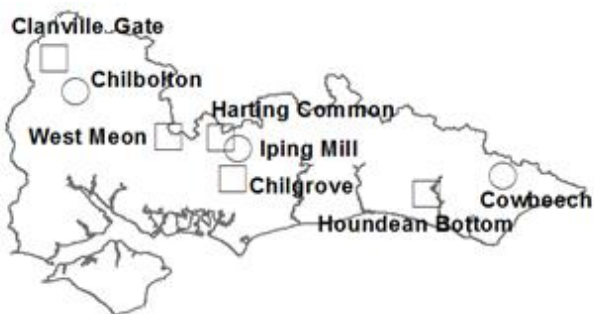 Clanville Gate
Chilbolton
Harting Common
West Meon
Iping Mill
Chilgrove
Cowbeech
Houndean Bottom